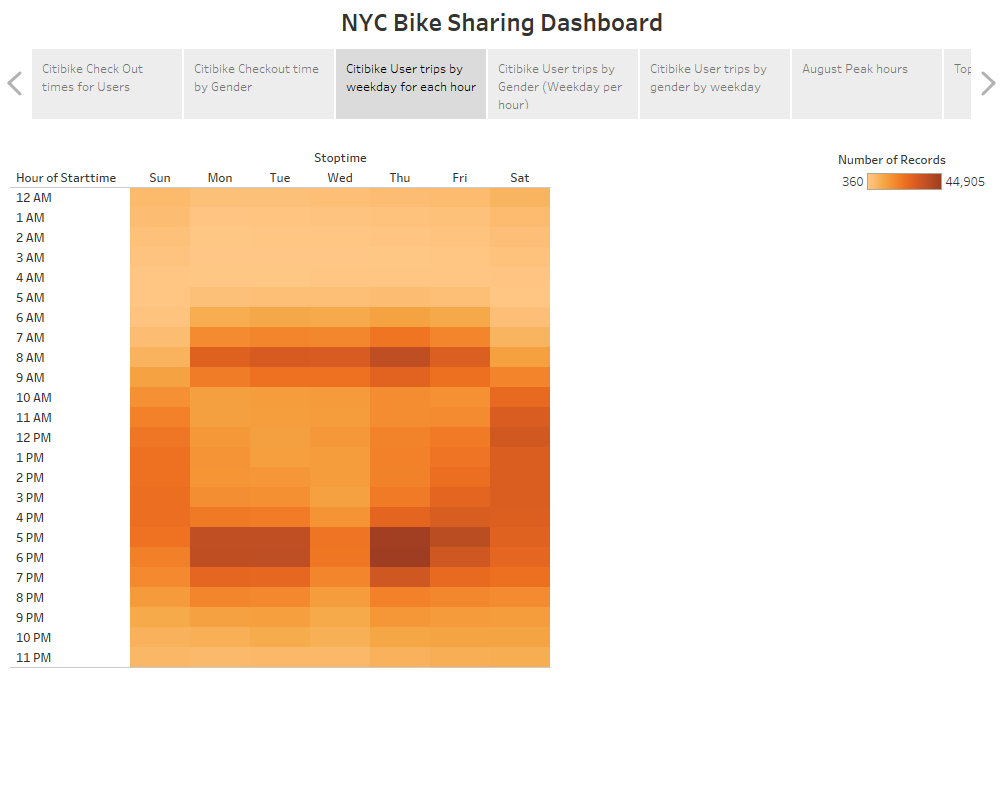 NYC Bike Sharing Dashboard
Citibike Check Out
times for Users
Citibike Checkout time
by Gender
Citibike User trips by
weekday for each hour
Citibike User trips by
Gender (Weekday per
hour)
Citibike User trips by
gender by weekday
August Peak hours
Top
Stoptime
Hour of Starttime Sun Mon Tue Wed Thu Fri Sat
12 AM
1 AM
2 AM
3 AM
4 AM
5 AM
6 AM
7 AM
8 AM
9 AM
10 AM
11 AM
12 PM
1 PM
2 PM
3 PM
4 PM
5 PM
6 PM
7 PM
8 PM
9 PM
10 PM
11 PM
Number of Records
360 44,905